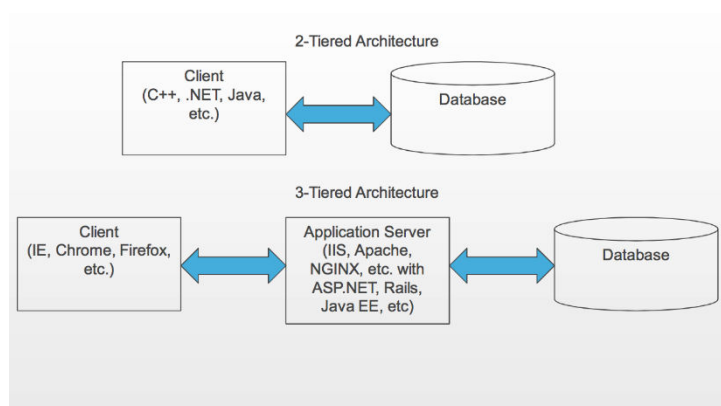 2-Tiered Architecture
Client
(C++, .NET, Java,
etc.)
Database
3-Tiered Architecture
Client
(IE, Chrome, Firefox,
etc.)
Application Server
(IIS, Apache,
NGINX, etc. with
ASP.NET, Rails,
Java EE, etc)
Database